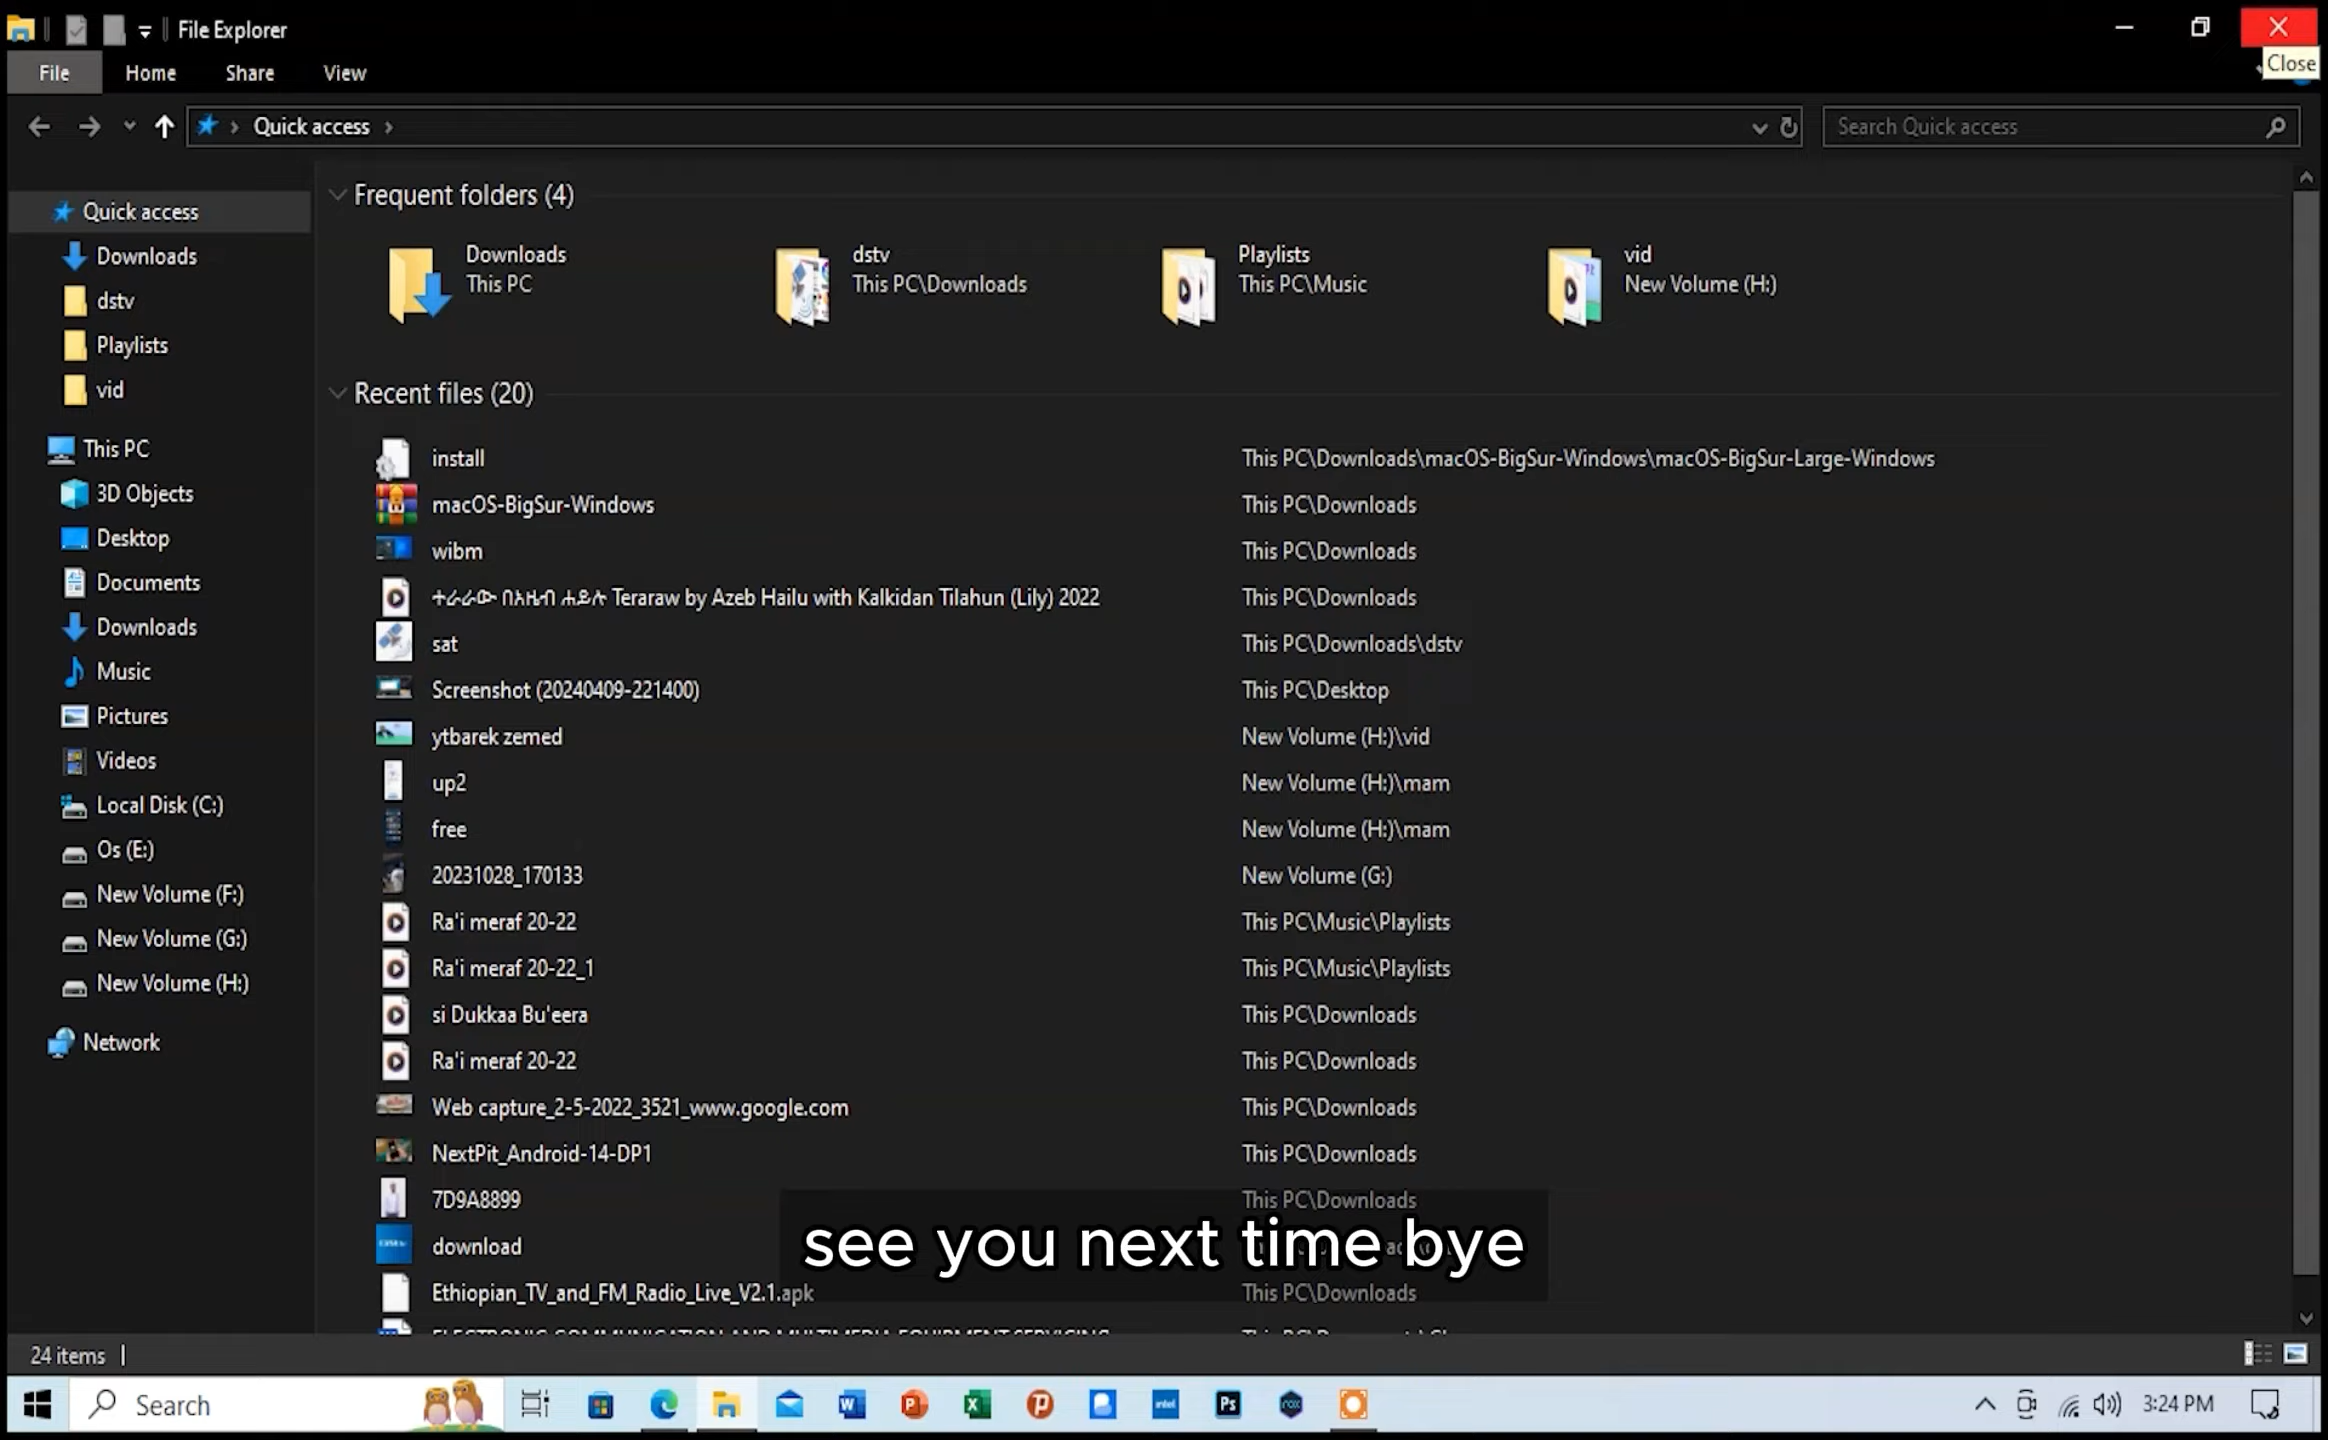 File Explorer
File Home Share View
Close
Quick access
Search Quick access
Quick access
Downloads
dstv
Playlists
vid
This PC
3D Objects
Desktop
Documents
Downloads
Music
Pictures
Videos
Local Disk (C:)
Os (E:)
New Volume (F:)
New Volume (G:)
New Volume (H:)
Network
Frequent folders (4)
Downloads
This PC
dstv
This PC\Downloads
Playlists
This PC\Music
vid
New Volume (H:)
Recent files (20)
install This PC\Downloads\macOS-BigSur-Windows\macOS-BigSur-Large-Windows
macOS-BigSur-Windows This PC\Downloads
wibm This PC\Downloads
ተራራው በአዜብ ሐይሉ Teraraw by Azeb Hailu with Kalkidan Tilahun (Lily) 2022 This PC\Downloads
sat This PC\Downloads\dstv
Screenshot (20240409-221400) This PC\Desktop
ytbarek zemed New Volume (H:)\vid
up2 New Volume (H:)\mam
free New Volume (H:)\mam
20231028_170133 New Volume (G:)
Ra'i meraf 20-22 This PC\Music\Playlists
Ra'i meraf 20-22_1 This PC\Music\Playlists
si Dukkaa Bu'eera This PC\Downloads
Ra'i meraf 20-22 This PC\Downloads
Web capture_2-5-2022_3521_www.google.com This PC\Downloads
NextPit_Android-14-DP1 This PC\Downloads
7D9A8899 This PC\Downloads
download
see you next time bye
Ethiopian_TV_and_FM_Radio_Live_V2.1.apk This PC\Downloads
ELECTRONIC COMMUNICATION AND MULTIMEDIA EQUIPMENT SERVICING
24 items
Search
3:24 PM